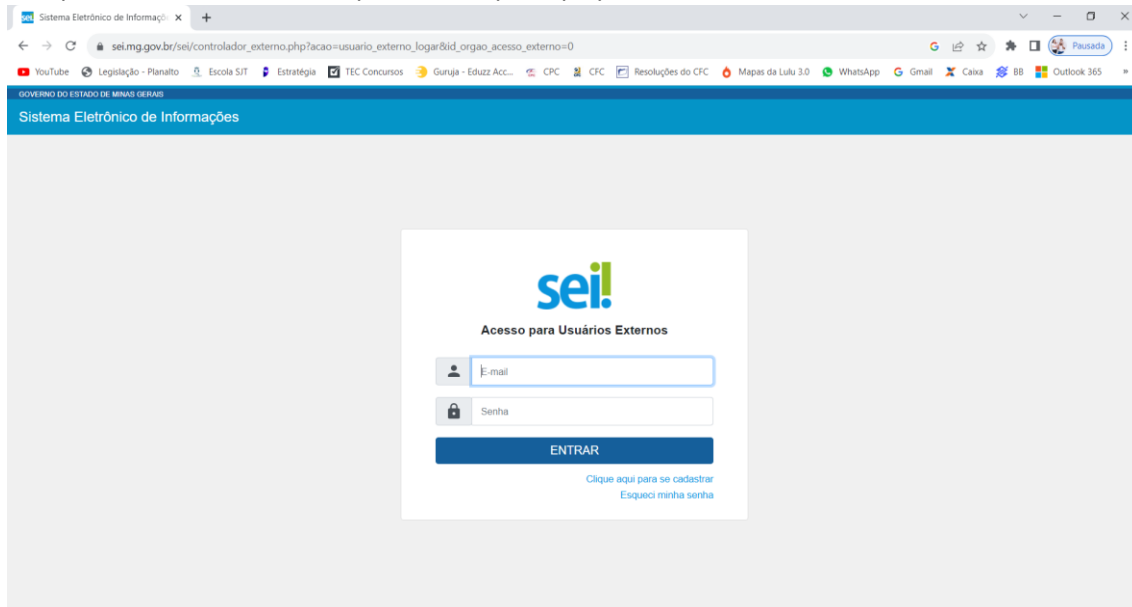 sei Sistema Eletrônico de Informaçõ
sei.mg.gov.br/sei/controlador_externo.php?acao=usuario_externo_logar&id_orgao_acesso_externo=0
Pausada
YouTube Legislação - Planalto Escola SJT Estratégia TEC Concursos Guruja - Eduzz Acc... CPC CFC Resoluções do CFC Mapas da Lulu 3.0 WhatsApp Gmail Caixa BB Outlook 365 »
GOVERNO DO ESTADO DE MINAS GERAIS
Sistema Eletrônico de Informações
sei!
Acesso para Usuários Externos
E-mail
Senha
ENTRAR
Clique aqui para se cadastrar
Esqueci minha senha